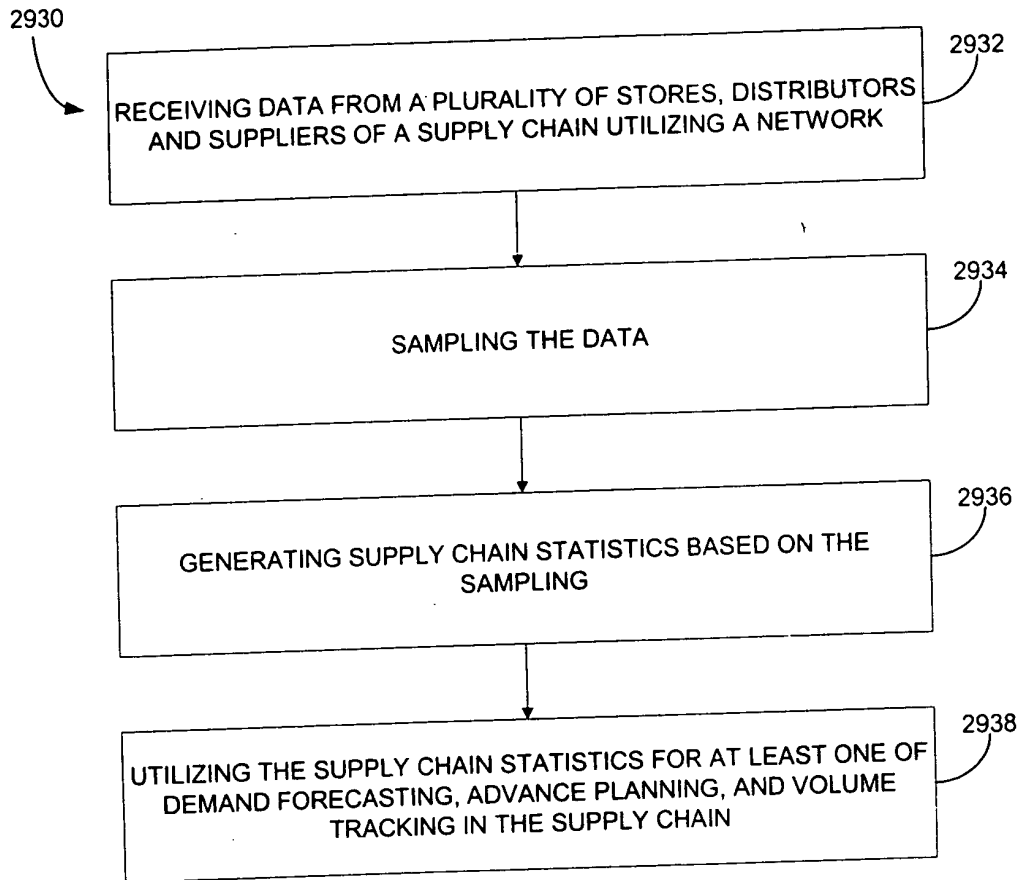 2930
2932
RECEIVING DATA FROM A PLURALITY OF STORES, DISTRIBUTORS
AND SUPPLIERS OF A SUPPLY CHAIN UTILIZING A NETWORK
2934
SAMPLING THE DATA
2936
GENERATING SUPPLY CHAIN STATISTICS BASED ON THE
SAMPLING
2938
UTILIZING THE SUPPLY CHAIN STATISTICS FOR AT LEAST ONE OF
DEMAND FORECASTING, ADVANCE PLANNING, AND VOLUME
TRACKING IN THE SUPPLY CHAIN